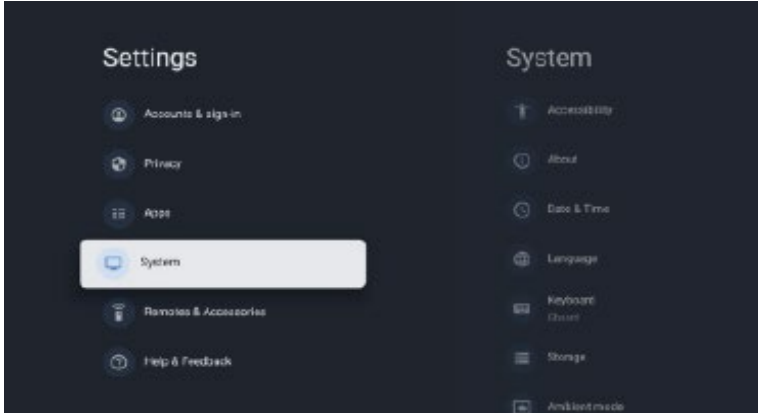 Settings
Accounts & sign-in
Privacy
Apps
System
Remotes & Accessories
Help & Feedback
System
Accessibility
About
Date & Time
Language
Keyboard
Storage
Ambient mode